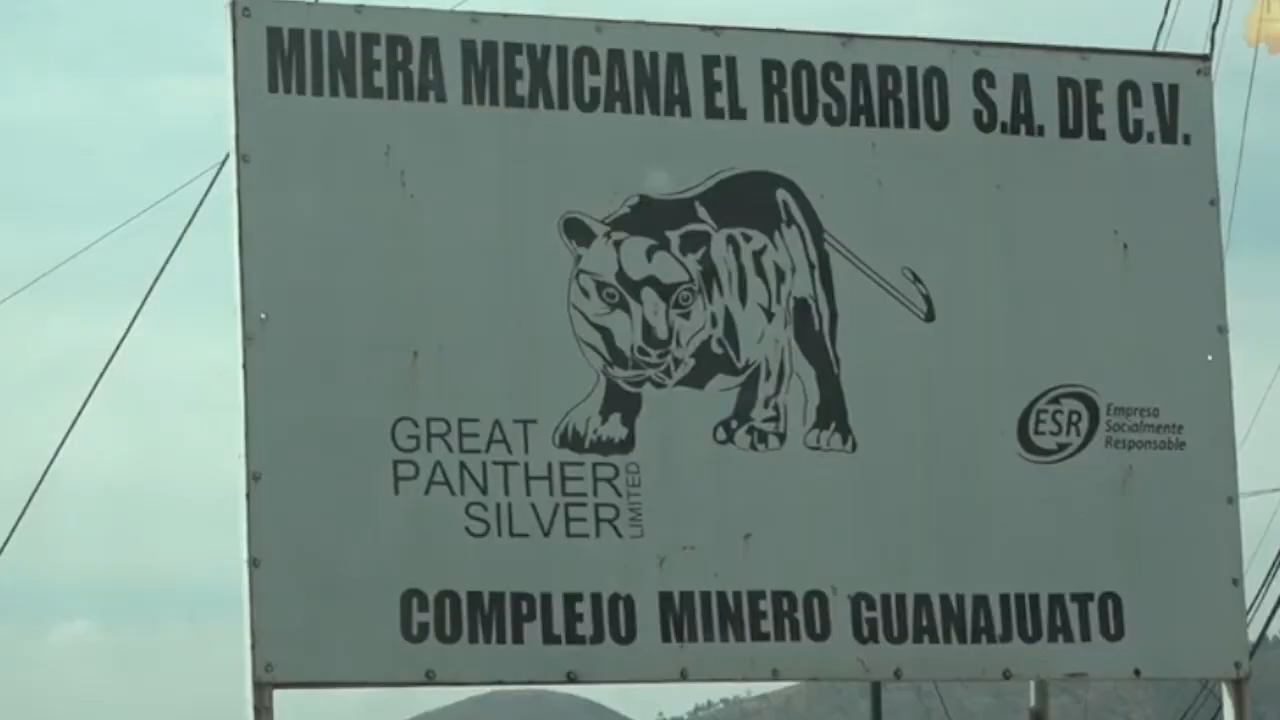 MINERA MEXICANA EL ROSARIO S.A. DE C.V.
GREAT
PANTHER
SILVER
LIMITED
ESR
Empresa
Socialmente
Responsable
COMPLEJO MINERO GUANAJUATO